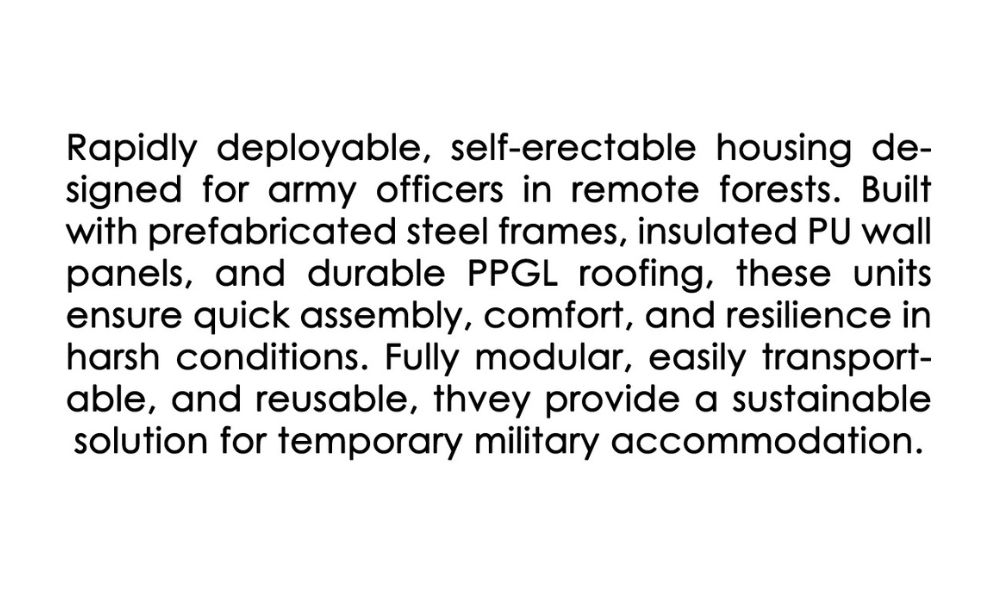 Rapidly deployable, self-erectable housing de-
signed for army officers in remote forests. Built
with prefabricated steel frames, insulated PU wall
panels, and durable PPGL roofing, these units
ensure quick assembly, comfort, and resilience in
harsh conditions. Fully modular, easily transport-
able, and reusable, thvey provide a sustainable
solution for temporary military accommodation.